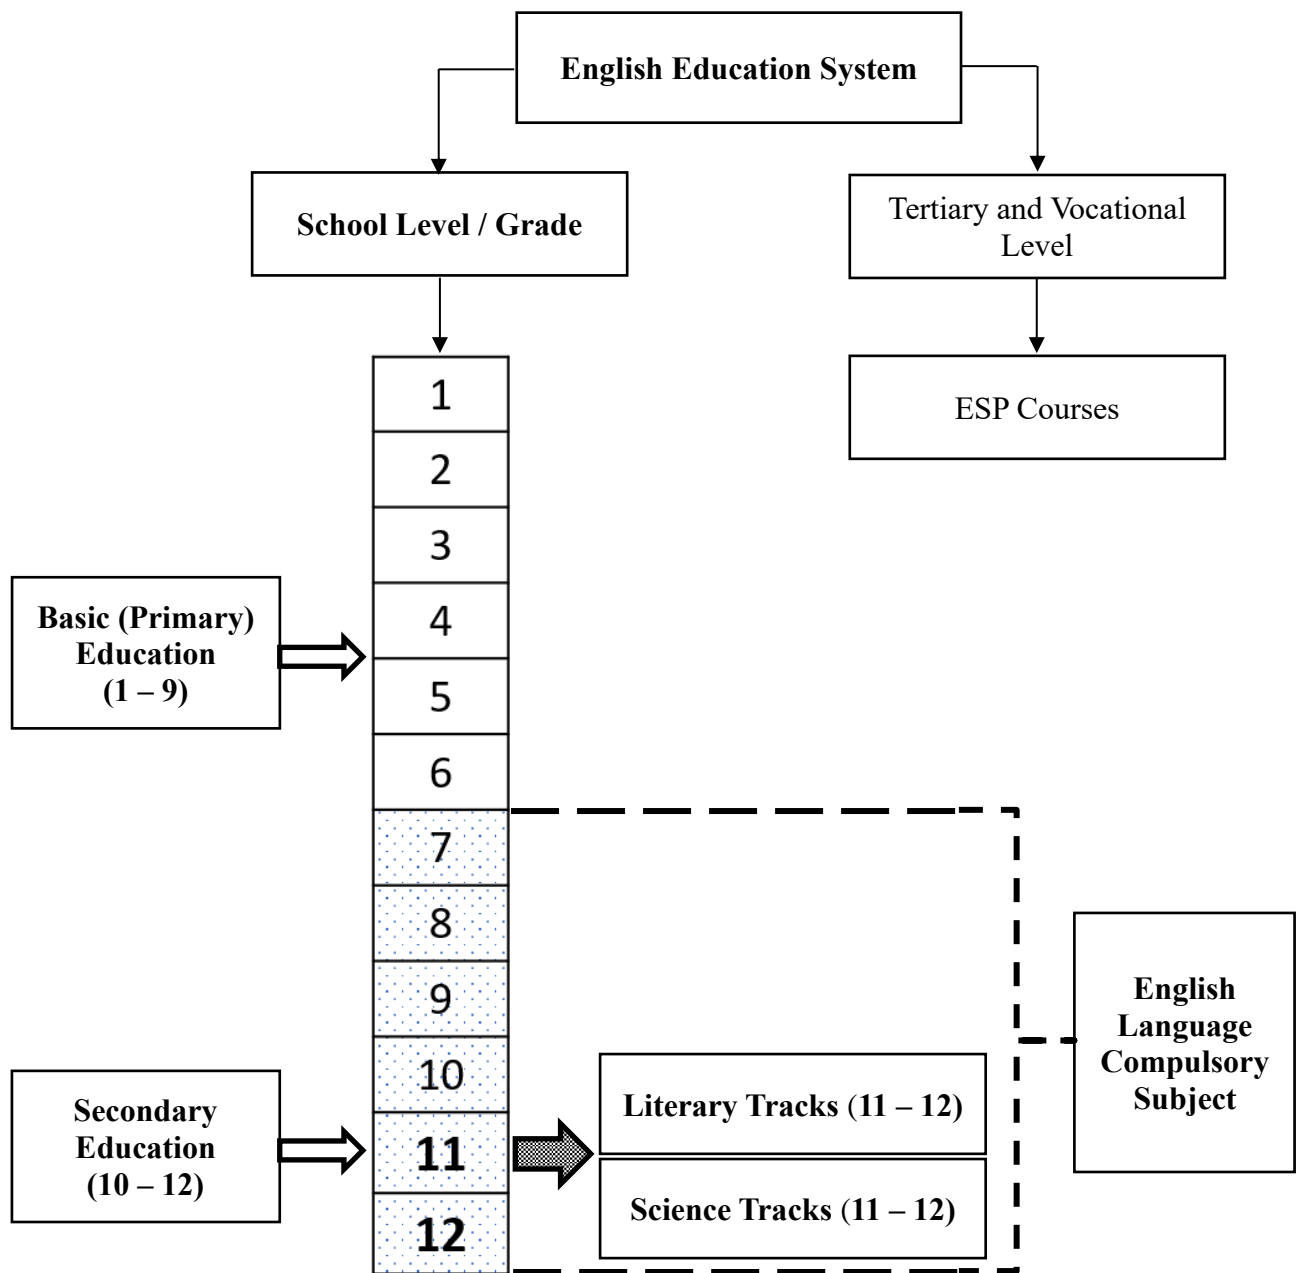 English Education System
School Level / Grade
Tertiary and Vocational
Level
ESP Courses
1
2
3
4
5
6
7
8
9
10
11
12
Basic (Primary)
Education
(1 – 9)
Secondary
Education
(10 – 12)
Literary Tracks (11 – 12)
Science Tracks (11 – 12)
English
Language
Compulsory
Subject